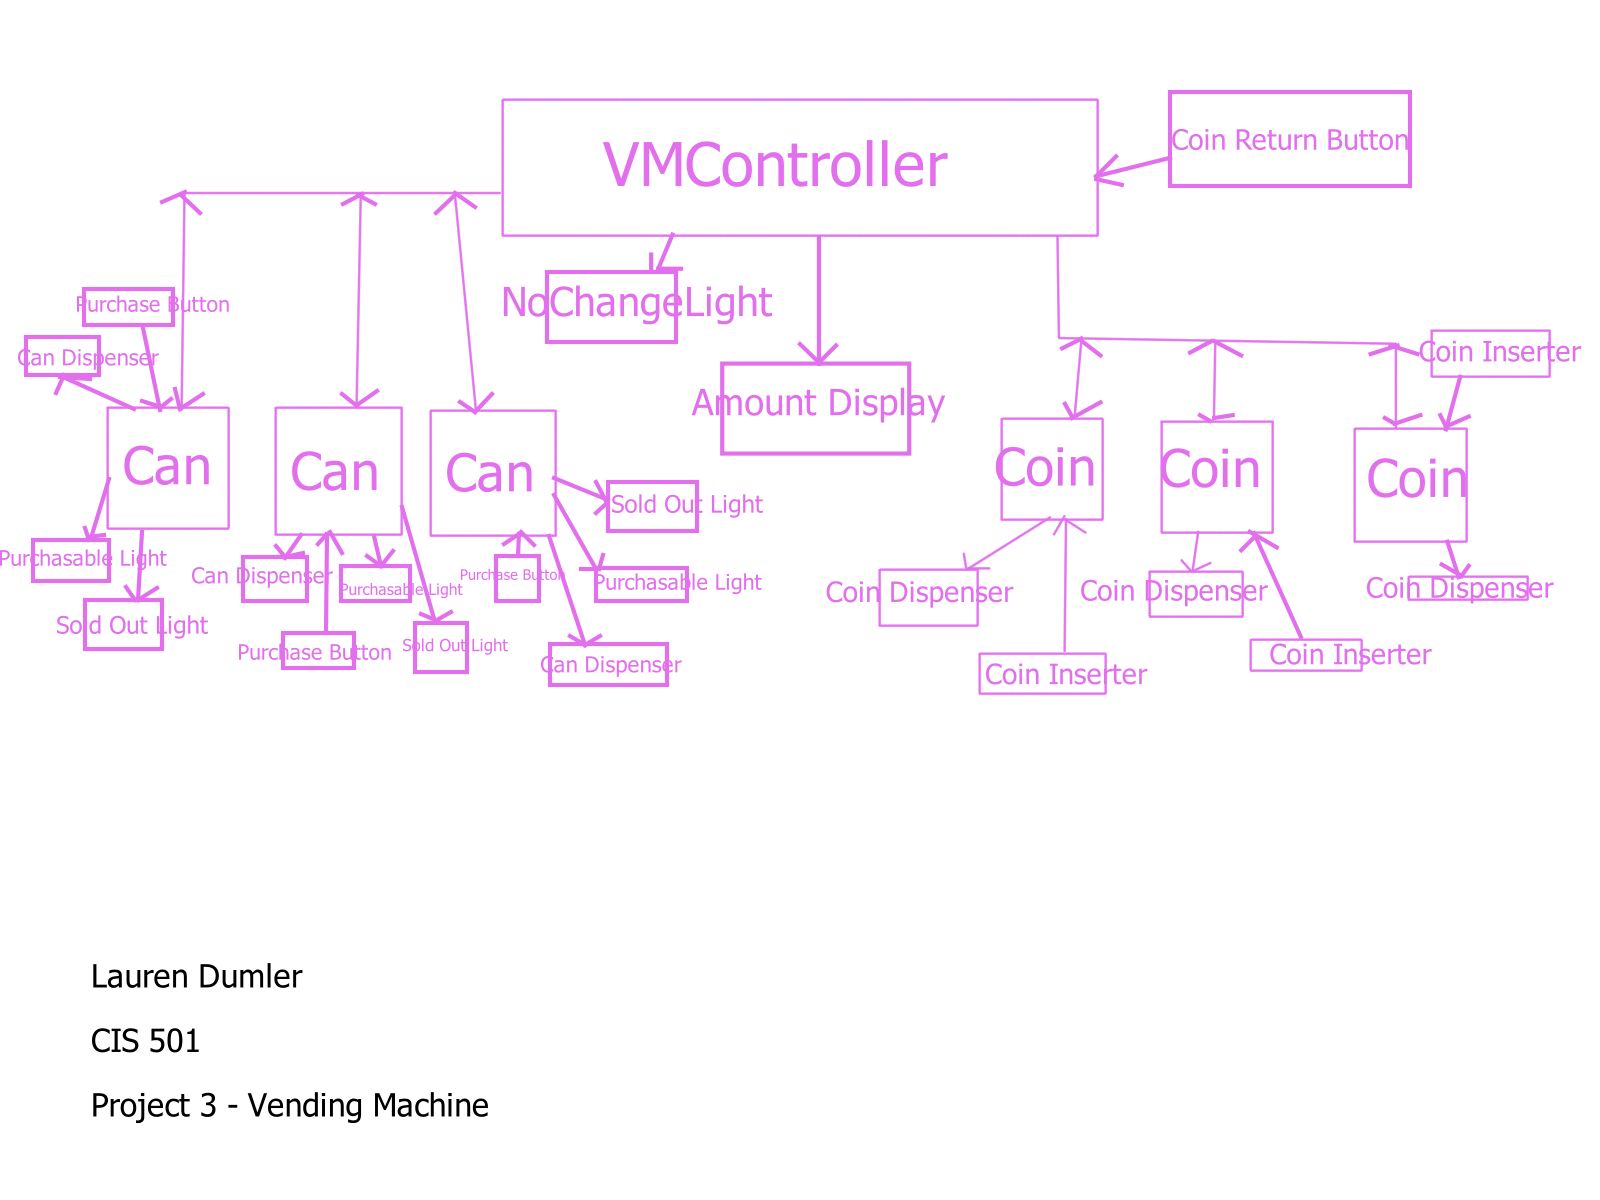 VMController
Coin Return Button
NoChangeLight
Amount Display
Purchase Button
Can Dispenser
Can
Purchasable Light
Sold Out Light
Can
Can Dispenser
Purchase Button
Purchasable Light
Sold Out Light
Can
Sold Out Light
Purchase Button
Purchasable Light
Can Dispenser
Coin
Coin Dispenser
Coin Inserter
Coin
Coin Dispenser
Coin Inserter
Coin Inserter
Coin
Coin Dispenser
Lauren Dumler
CIS 501
Project 3 - Vending Machine